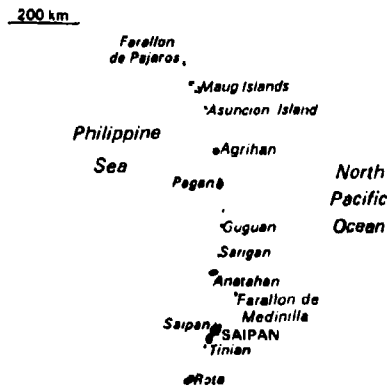 200 km
Farallon
de Pajaros
Maug Islands
Asuncion Island
Philippine
Sea
Agrihan
North
Pacific
Ocean
Pagan
Guguan
Sarigan
Anatahan
Farallon de
Medinilla
Saipan
SAIPAN
Tinian
Rota